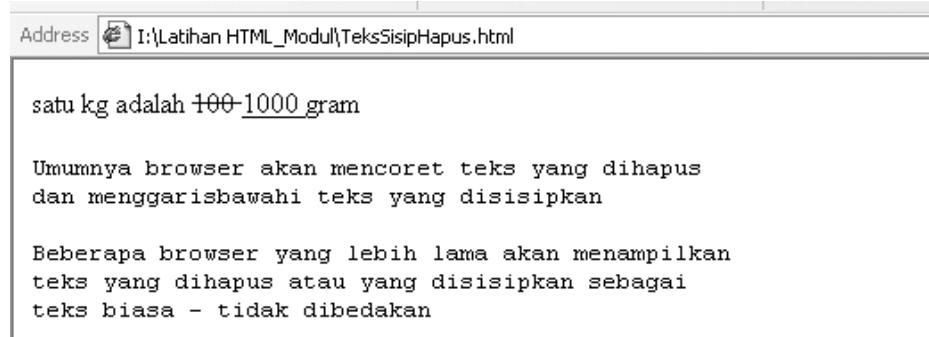 Address I:\Latihan HTML_Modul\TeksSisipHapus.html
satu kg adalah 100 1000 gram
Umumnya browser akan mencoret teks yang dihapus
dan menggarisbawahi teks yang disisipkan
Beberapa browser yang lebih lama akan menampilkan
teks yang dihapus atau yang disisipkan sebagai
teks biasa - tidak dibedakan